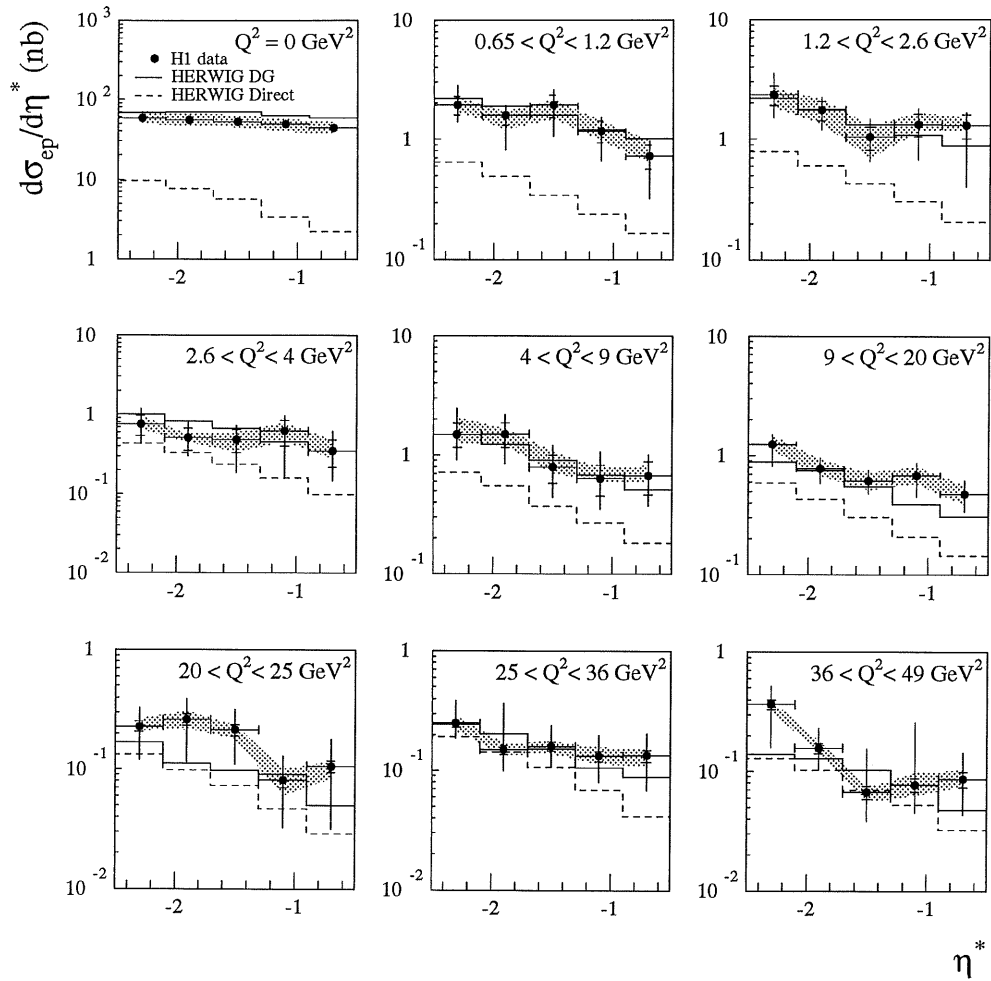 dσep/dη* (nb)
10 3
10 2
10
1
Q2 = 0 GeV2
H1 data
HERWIG DG
HERWIG Direct
-2 -1
10
1
10 -1
0.65 < Q2 < 1.2 GeV2
-2 -1
10
1
10 -1
1.2 < Q2 < 2.6 GeV2
-2 -1
10
1
10 -1
10 -2
2.6 < Q2 < 4 GeV2
-2 -1
10
1
10 -1
4 < Q2 < 9 GeV2
-2 -1
10
1
10 -1
9 < Q2 < 20 GeV2
-2 -1
1
10 -1
10 -2
20 < Q2 < 25 GeV2
-2 -1
1
10 -1
10 -2
25 < Q2 < 36 GeV2
-2 -1
1
10 -1
10 -2
36 < Q2 < 49 GeV2
-2 -1
η*